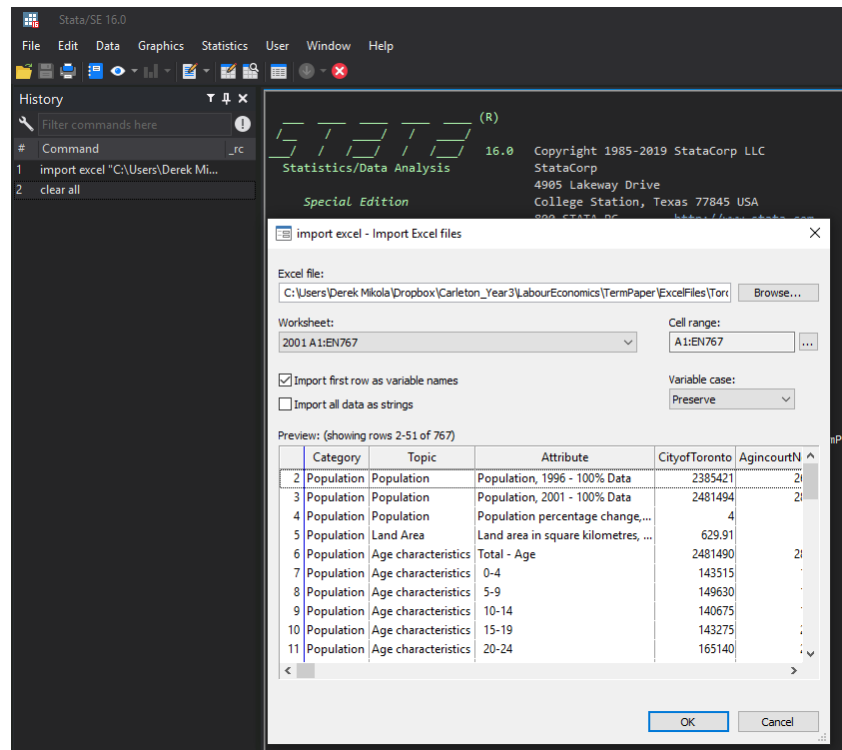 Stata/SE 16.0
File Edit Data Graphics Statistics User Window Help
History
Filter commands here
# Command _rc
1 import excel "C:\Users\Derek Mi...
2 clear all
(R)
16.0 Copyright 1985-2019 StataCorp LLC
Statistics/Data Analysis StataCorp
4905 Lakeway Drive
Special Edition College Station, Texas 77845 USA
800-STATA-PC http://www.stata.com
import excel - Import Excel files
Excel file:
C:\Users\Derek Mikola\Dropbox\Carleton_Year3\LabourEconomics\TermPaper\ExcelFiles\Toro Browse...
Worksheet: Cell range:
2001 A1:EN767 A1:EN767 ...
Import first row as variable names Variable case:
Import all data as strings Preserve
Preview: (showing rows 2-51 of 767)
Category Topic Attribute CityofToronto AgincourtN
2 Population Population Population, 1996 - 100% Data 2385421
3 Population Population Population, 2001 - 100% Data 2481494
4 Population Population Population percentage change,... 4
5 Population Land Area Land area in square kilometres, ... 629.91
6 Population Age characteristics Total - Age 2481490
7 Population Age characteristics 0-4 143515
8 Population Age characteristics 5-9 149630
9 Population Age characteristics 10-14 140675
10 Population Age characteristics 15-19 143275
11 Population Age characteristics 20-24 165140
OK Cancel